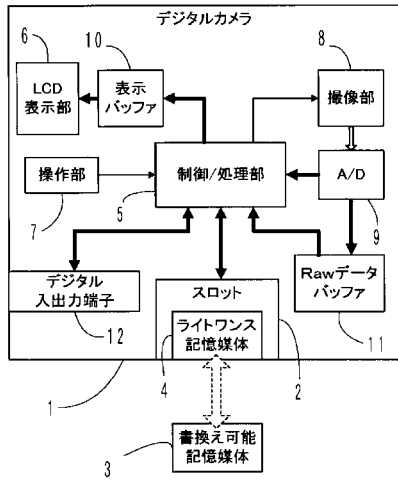 デジタルカメラ
6
10
8
LCD
表示部
表示
バッファ
撮像部
操作部
制御/処理部
A/D
7
5
9
デジタル
入出力端子
スロット
Rawデータ
バッファ
12
ライトワンス
記憶媒体
11
1
4
2
書換え可能
記憶媒体
3